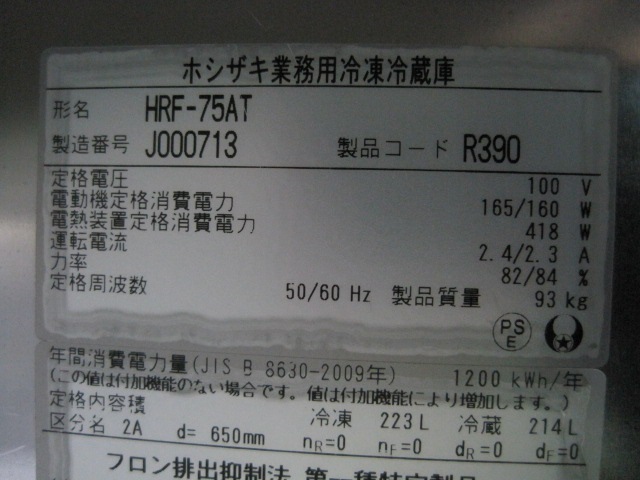 ホシザキ業務用冷凍冷蔵庫
形名 HRF-75AT
製造番号 J000713 製品コード R390
定格電圧 100 V
電動機定格消費電力 165/160 W
電熱装置定格消費電力 418 W
運転電流 2.4/2.3 A
力率 82/84 %
定格周波数 50/60 Hz 製品質量 93 kg
PS E
年間消費電力量(JIS B 8630-2009年) 1200 kWh/年
(この値は付加機能のない場合です。値は付加機能により増加します。)
定格内容積 冷凍 223 L 冷蔵 214 L
区分名 2A d= 650mm nR=0 nF=0 dR=0 dF=0
フロン排出抑制法 第一種特定製品